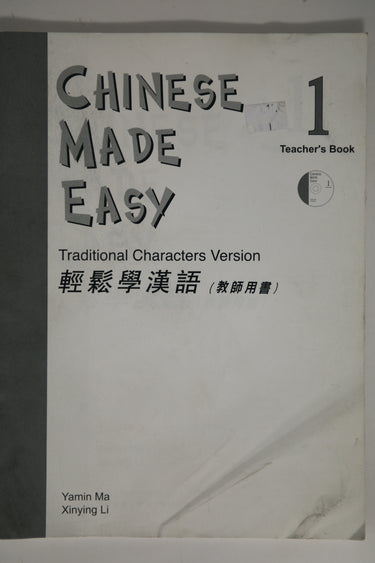 CHINESE
MADE
EASY
1
Teacher's Book
Traditional Characters Version
輕鬆學漢語（教師用書）
Yamin Ma
Xinying Li